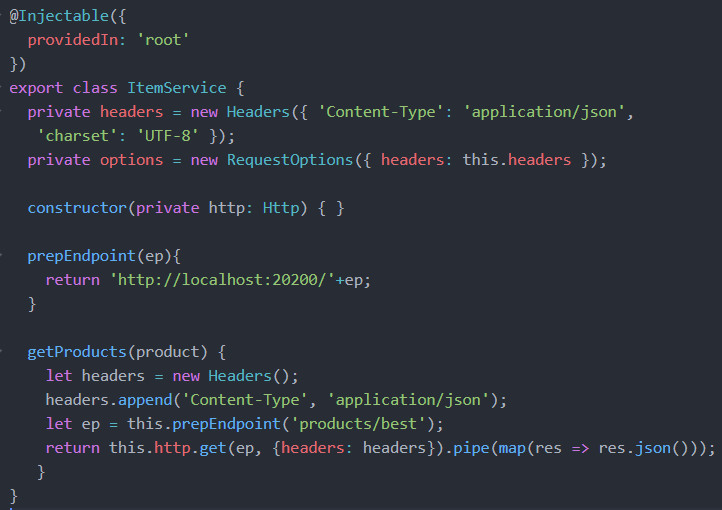 @Injectable({
  providedIn: 'root'
})
export class ItemService {
  private headers = new Headers({ 'Content-Type': 'application/json',
   'charset': 'UTF-8' });
  private options = new RequestOptions({ headers: this.headers });
  constructor(private http: Http) { }
  prepEndpoint(ep){
    return 'http://localhost:20200/'+ep;
  }
  getProducts(product) {
    let headers = new Headers();
    headers.append('Content-Type', 'application/json');
    let ep = this.prepEndpoint('products/best');
    return this.http.get(ep, {headers: headers}).pipe(map(res => res.json()));
   }
}